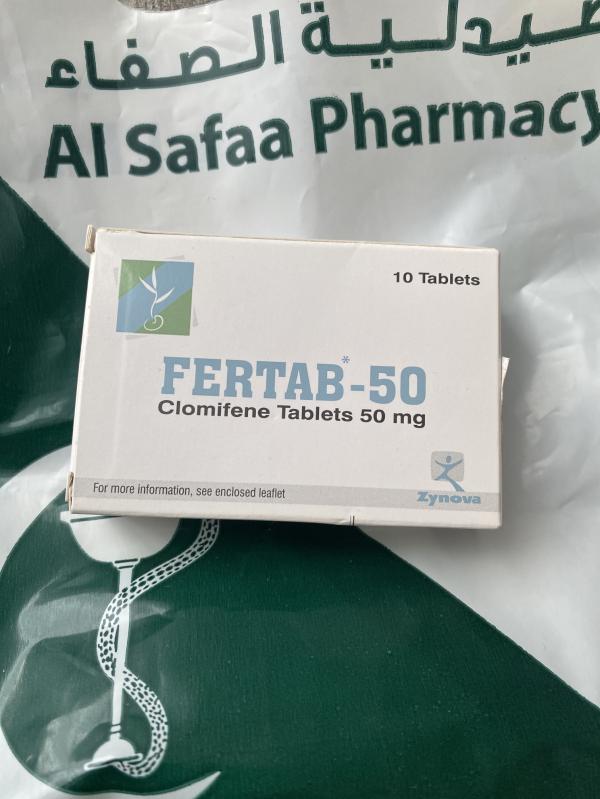 صيدلية الصفاء
Al Safaa Pharmacy
10 Tablets
FERTAB*-50
Clomifene Tablets 50 mg
For more information, see enclosed leaflet
Zynova